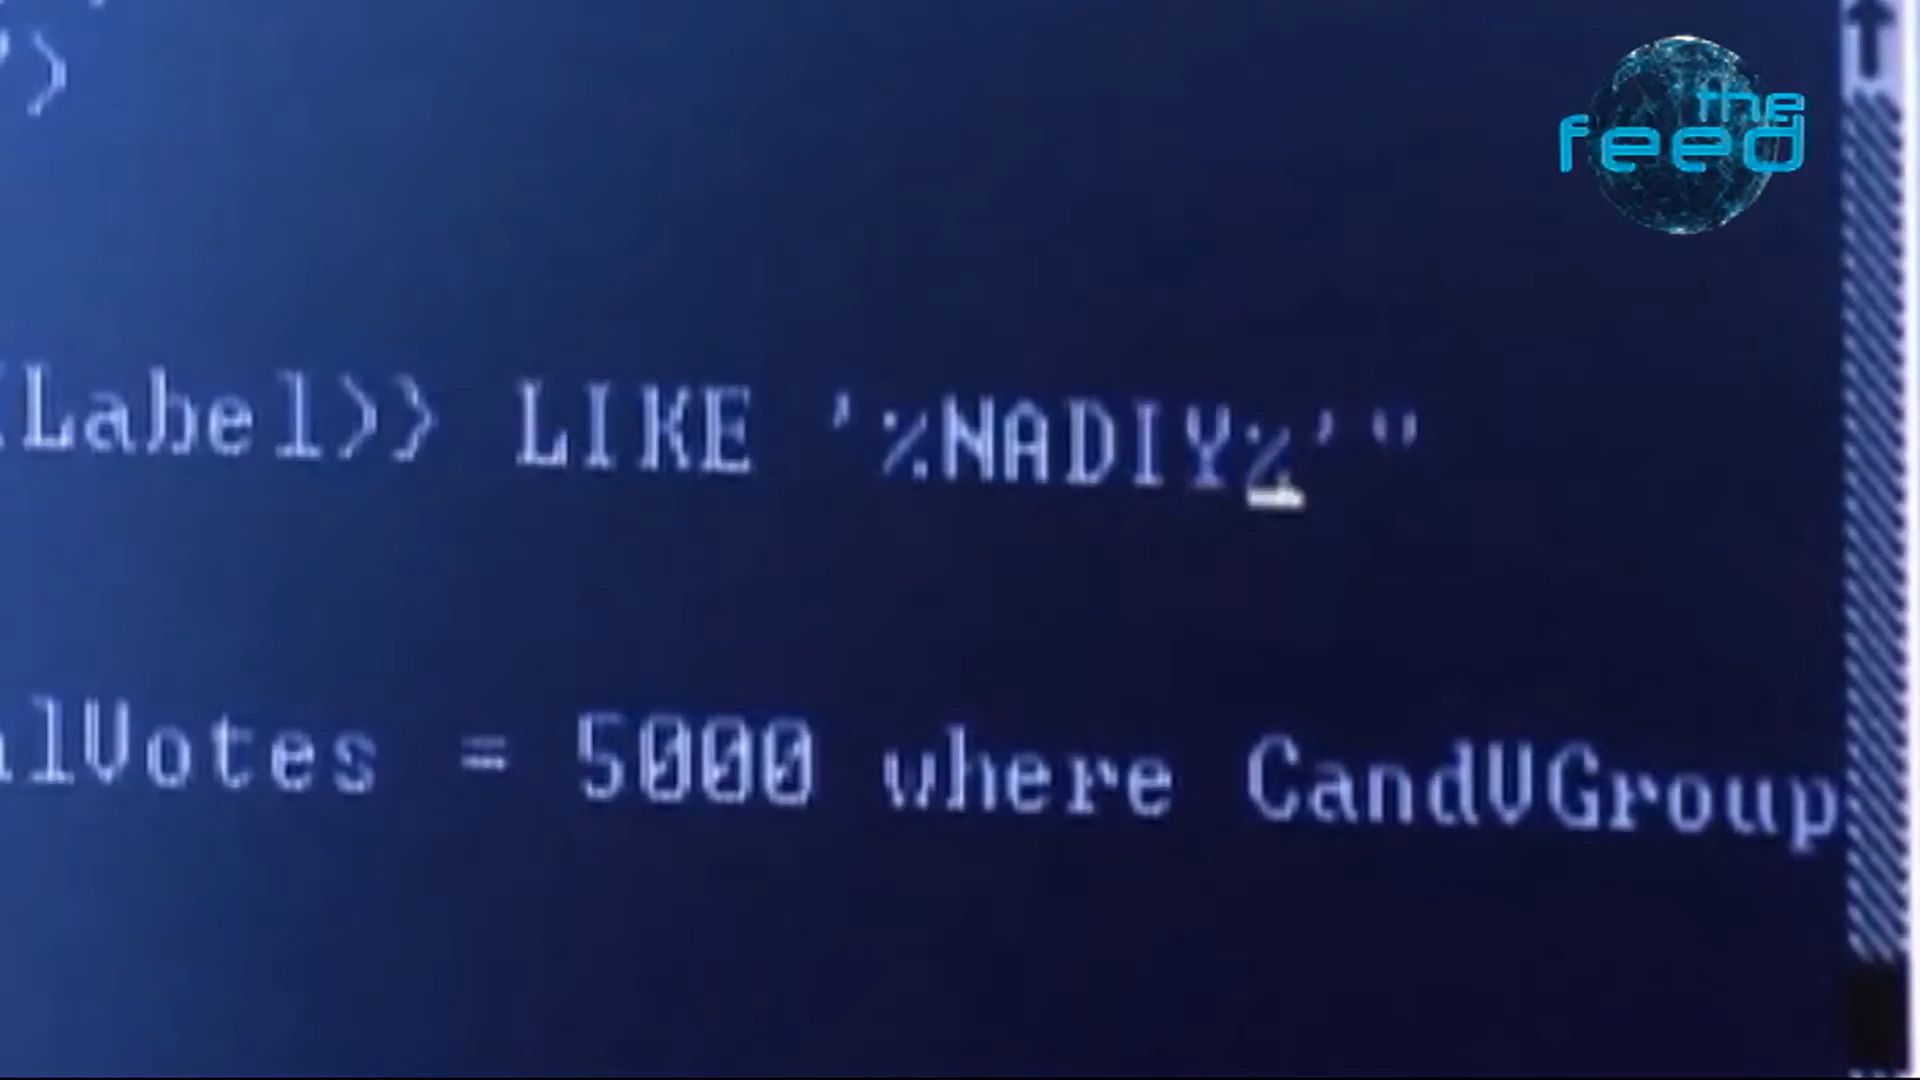 the
feed
')
Label)) LIKE '%NADIY%'"
lVotes = 5000 where CandVGroup